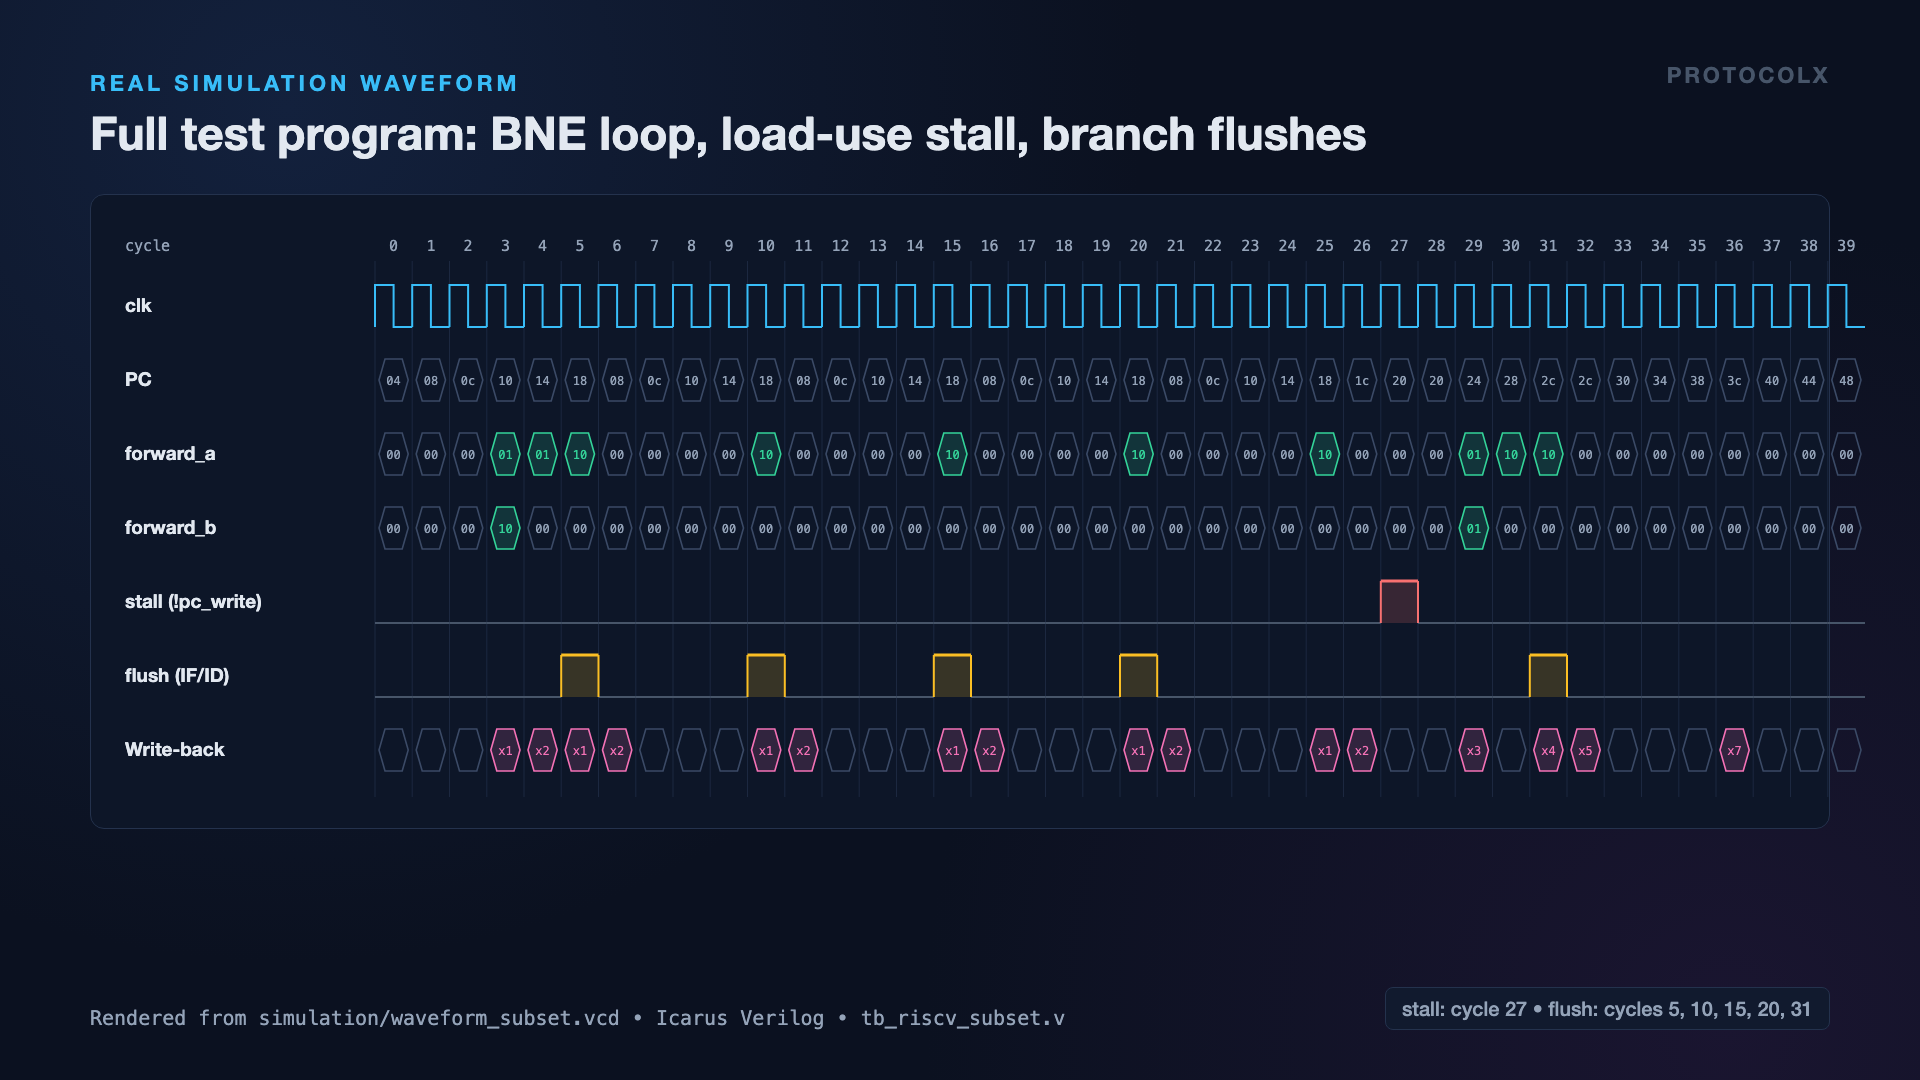 REAL SIMULATION WAVEFORM
PROTOCOLX
Full test program: BNE loop, load-use stall, branch flushes
cycle 0 1 2 3 4 5 6 7 8 9 10 11 12 13 14 15 16 17 18 19 20 21 22 23 24 25 26 27 28 29 30 31 32 33 34 35 36 37 38 39
clk
PC 04 08 0c 10 14 18 08 0c 10 14 18 08 0c 10 14 18 08 0c 10 14 18 08 0c 10 14 18 1c 20 20 24 28 2c 2c 30 34 38 3c 40 44 48
forward_a 00 00 00 01 01 10 00 00 00 00 10 00 00 00 00 10 00 00 00 00 10 00 00 00 00 10 00 00 00 01 10 10 00 00 00 00 00 00 00 00
forward_b 00 00 00 10 00 00 00 00 00 00 00 00 00 00 00 00 00 00 00 00 00 00 00 00 00 00 00 00 00 01 00 00 00 00 00 00 00 00 00 00
stall (!pc_write)
flush (IF/ID)
Write-back x1 x2 x1 x2 x1 x2 x1 x2 x1 x2 x1 x2 x3 x4 x5 x7
Rendered from simulation/waveform_subset.vcd • Icarus Verilog • tb_riscv_subset.v
stall: cycle 27 • flush: cycles 5, 10, 15, 20, 31